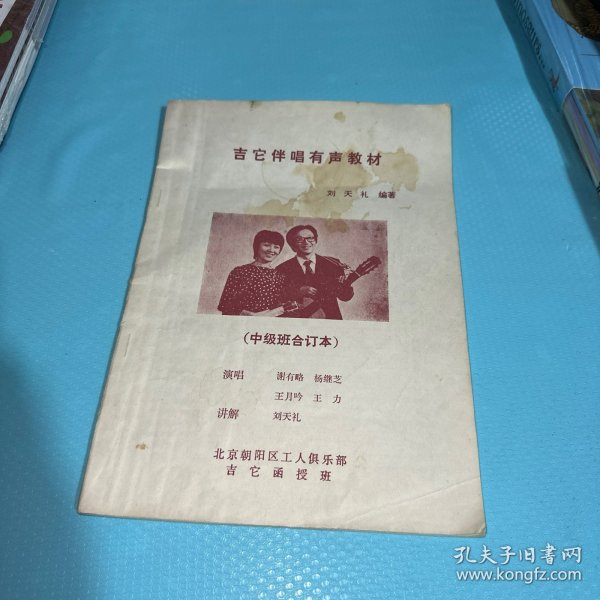 吉它伴唱有声教材
刘天礼 编著
(中级班合订本)
演唱 谢有略 杨继芝
王月吟 王力
讲解 刘天礼
北京朝阳区工人俱乐部
吉它函授班
孔夫子旧书网
www.kongfz.com